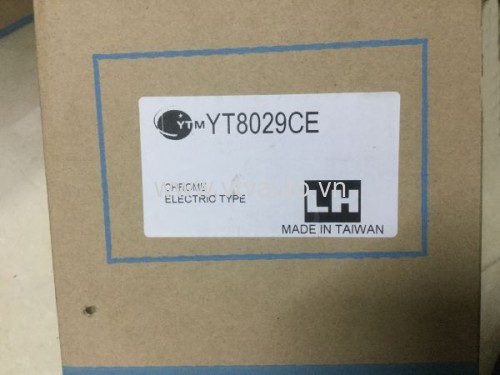 YTM YT8029CE
CHROME
ELECTRIC TYPE
LH
MADE IN TAIWAN